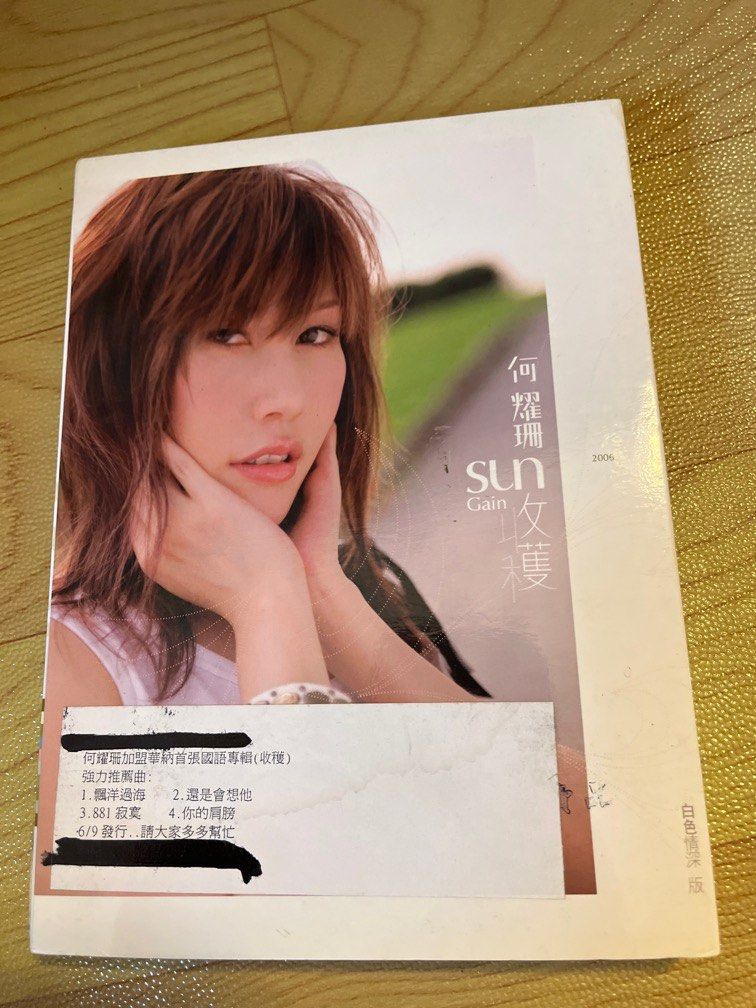 何耀珊
sun
Gain
收穫
2006
何耀珊加盟華納首張國語專輯(收穫)
強力推薦曲:
1.飄洋過海 2.還是會想他
3.881 寂寞 4.你的肩膀
6/9 發行..請大家多多幫忙
白色情深 版